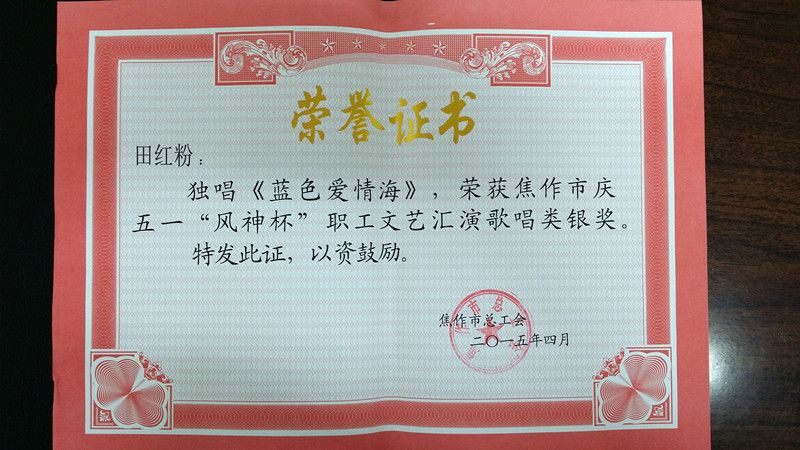 荣誉证书
田红粉：
独唱《蓝色爱情海》，荣获焦作市庆
五一“风神杯”职工文艺汇演歌唱类银奖。
特发此证，以资鼓励。
焦作市总工会
二〇一五年四月